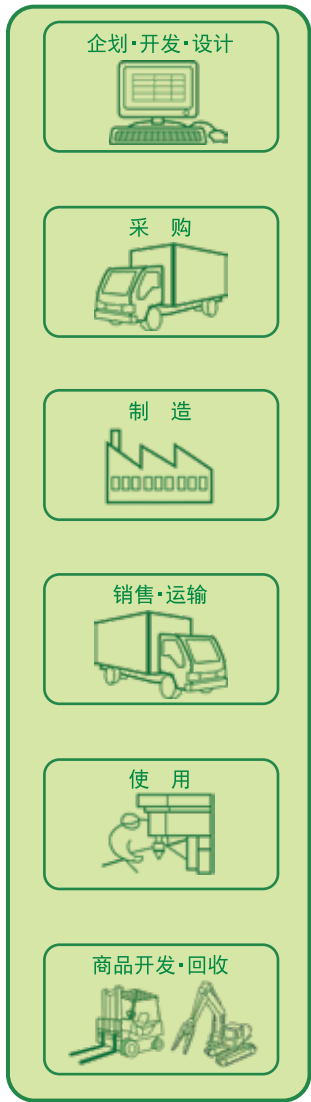 企划·开发·设计
采　购
制　造
销售·运输
使　用
商品开发·回收